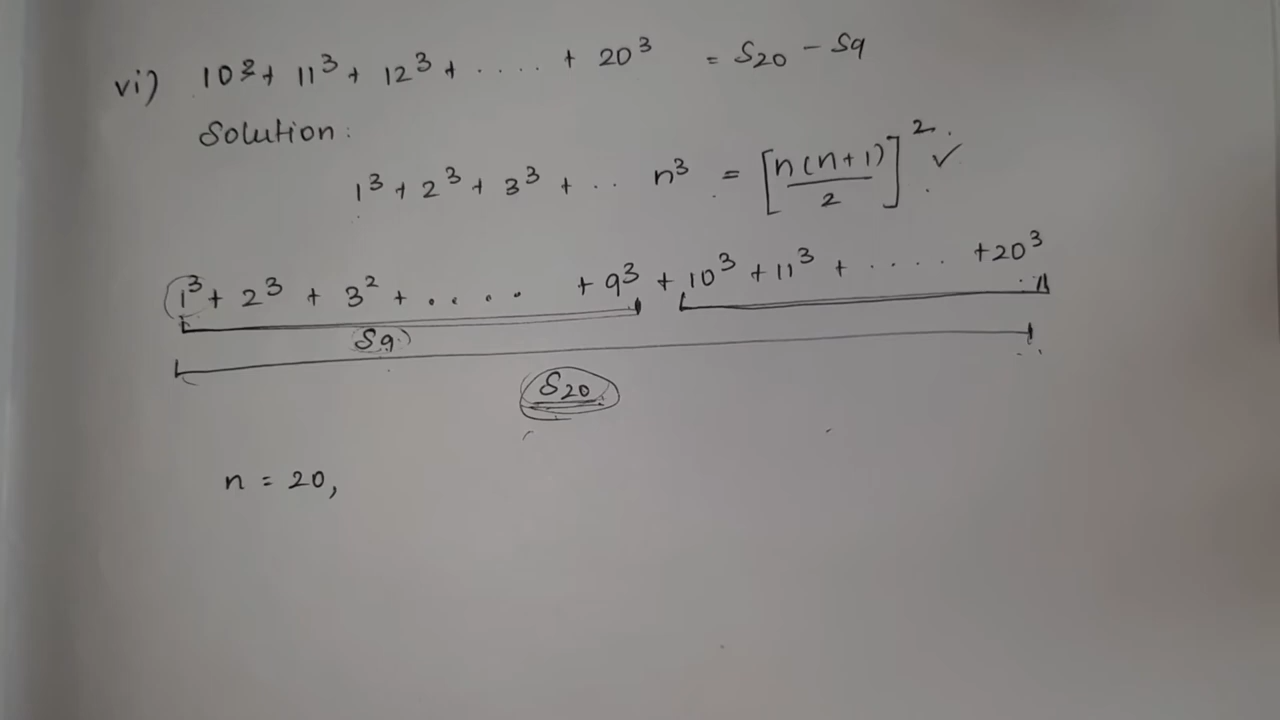 vi) 10³ + 11³ + 12³ + .... + 20³ = S₂₀ - S₉
Solution:
1³ + 2³ + 3³ + .. n³ = [n(n+1)/2]² ✓
1³ + 2³ + 3² + .... + 9³ + 10³ + 11³ + .... + 20³
S₉
S₂₀
n = 20,